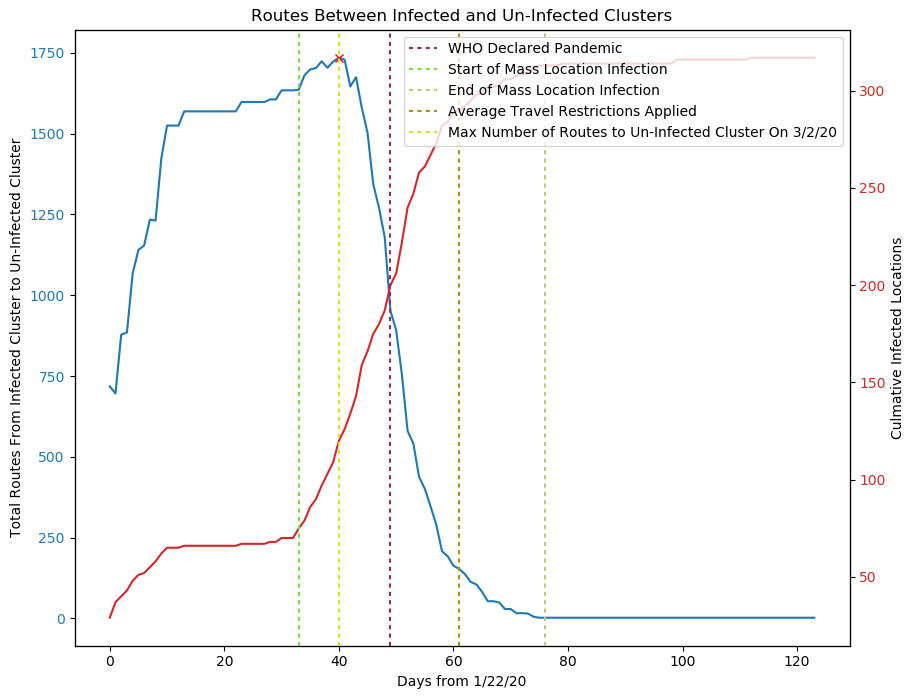 Routes Between Infected and Un-Infected Clusters
WHO Declared Pandemic
Start of Mass Location Infection
End of Mass Location Infection
Average Travel Restrictions Applied
Max Number of Routes to Un-Infected Cluster On 3/2/20
Total Routes From Infected Cluster to Un-Infected Cluster
1750
1500
1250
1000
750
500
250
0
300
250
200
150
100
50
Culmative Infected Locations
0 20 40 60 80 100 120
Days from 1/22/20